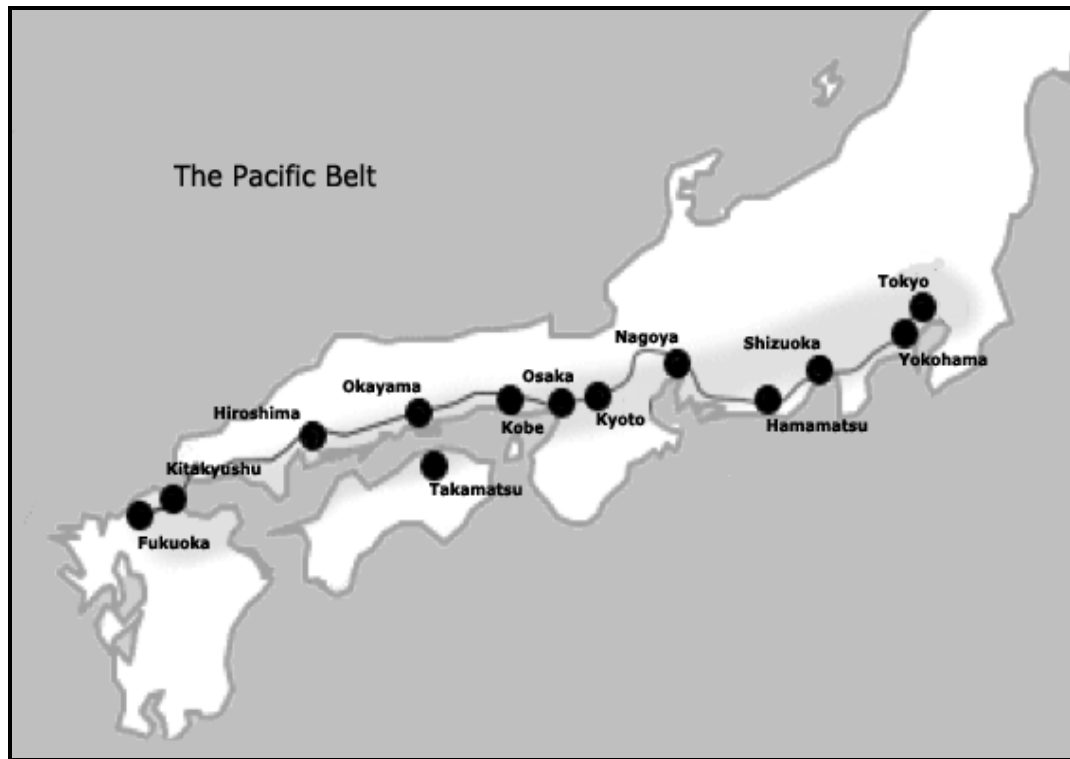 The Pacific Belt
Tokyo
Nagoya
Shizuoka
Yokohama
Osaka
Okayama
Hiroshima
Kobe
Kyoto
Hamamatsu
Kitakyushu
Takamatsu
Fukuoka